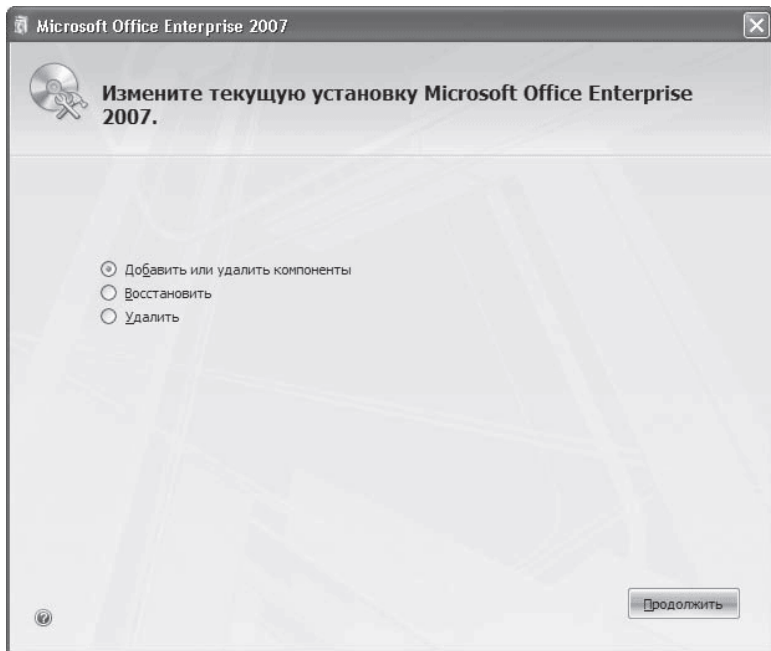 Microsoft Office Enterprise 2007
Измените текущую установку Microsoft Office Enterprise
2007.
Добавить или удалить компоненты
Восстановить
Удалить
Продолжить